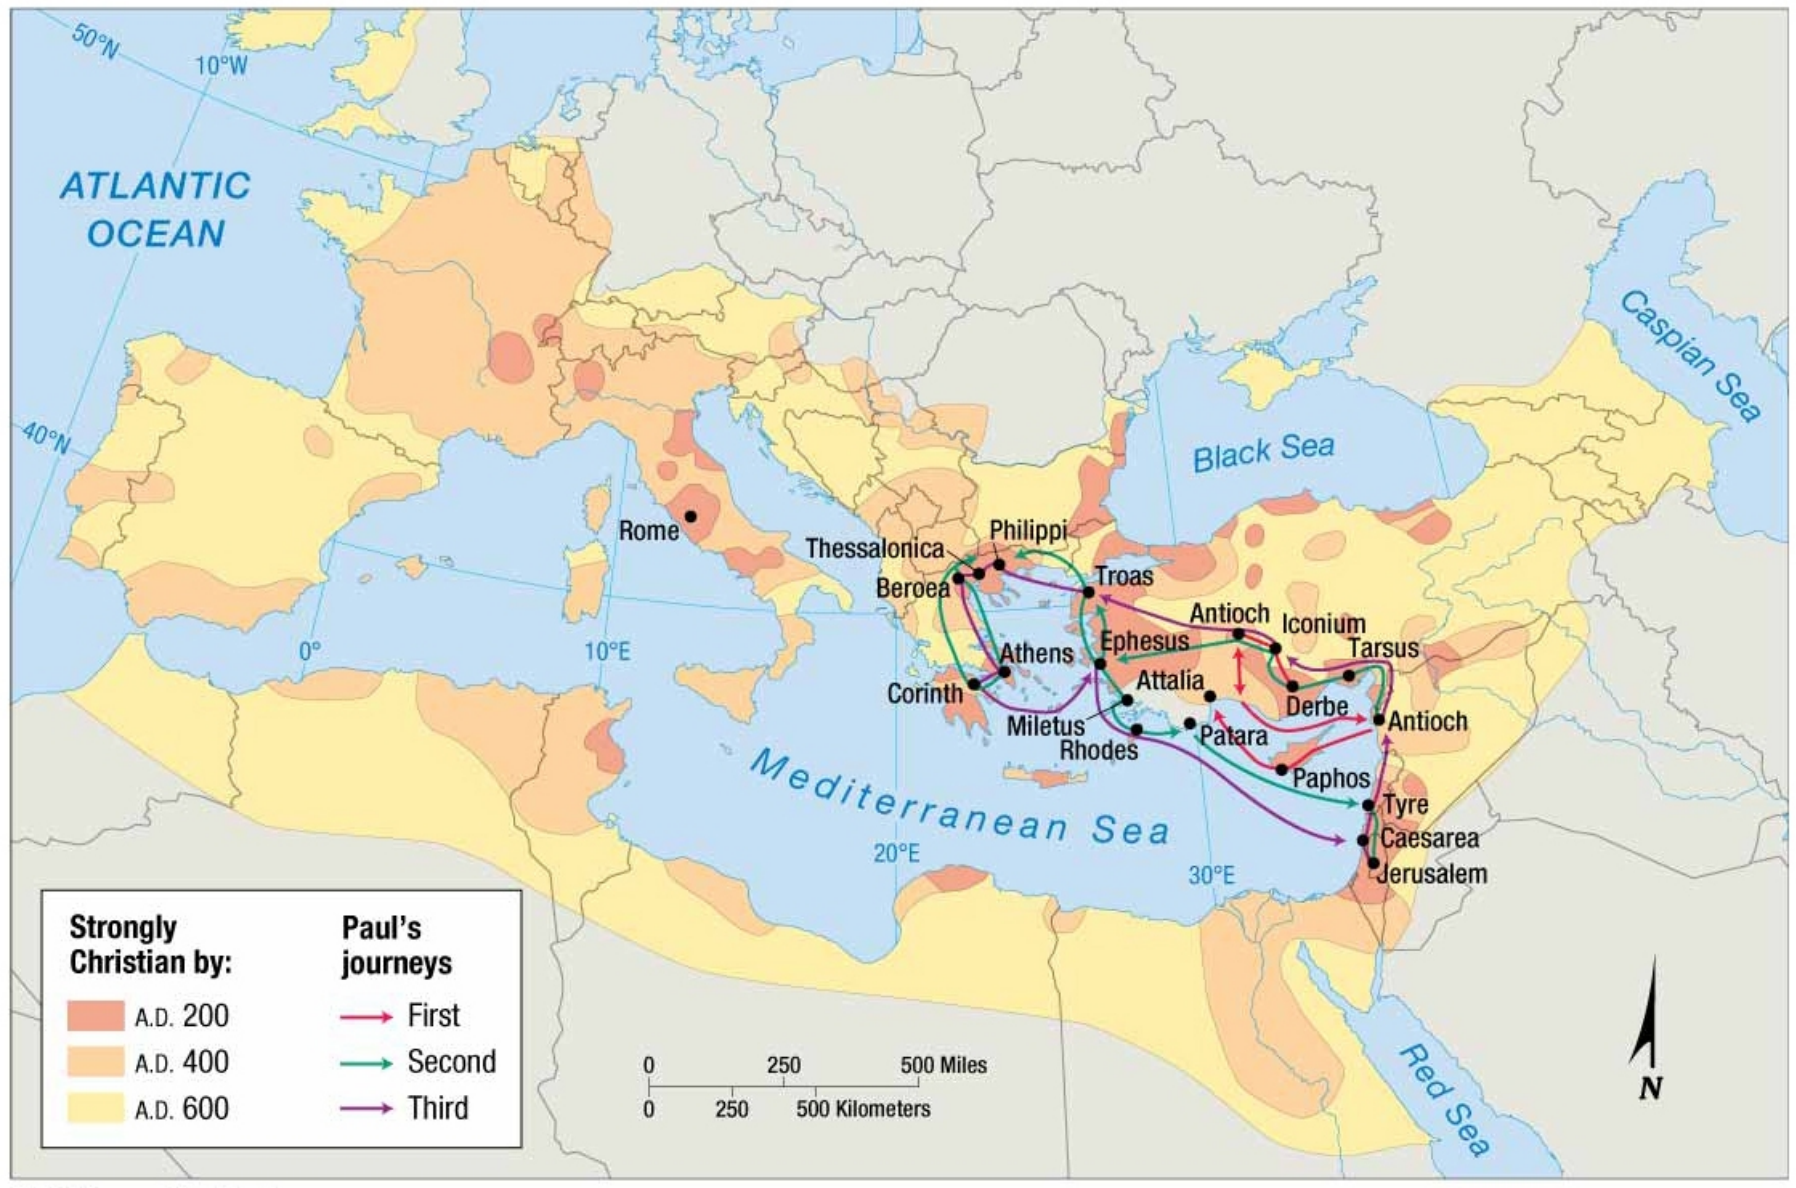 50°N
10°W
ATLANTIC
OCEAN
Caspian Sea
40°N
Black Sea
Rome
Philippi
Thessalonica
Beroea
Troas
Antioch
Iconium
Ephesus
Tarsus
0°
10°E
Athens
Attalia
Corinth
Derbe
Miletus
Antioch
Rhodes
Patara
Paphos
Mediterranean Sea
Tyre
Caesarea
20°E
30°E
Jerusalem
Strongly
Christian by:
A.D. 200
A.D. 400
A.D. 600
Paul's
journeys
First
Second
Third
0 250 500 Miles
0 250 500 Kilometers
N
Red Sea